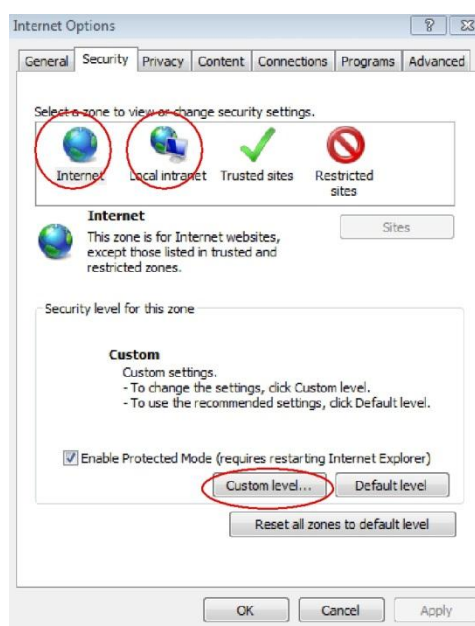 Internet Options
General Security Privacy Content Connections Programs Advanced
Select a zone to view or change security settings.
Internet Local intranet Trusted sites Restricted
sites
Internet
Sites
This zone is for Internet websites,
except those listed in trusted and
restricted zones.
Security level for this zone
Custom
Custom settings.
- To change the settings, click Custom level.
- To use the recommended settings, click Default level.
Enable Protected Mode (requires restarting Internet Explorer)
Custom level... Default level
Reset all zones to default level
OK Cancel Apply